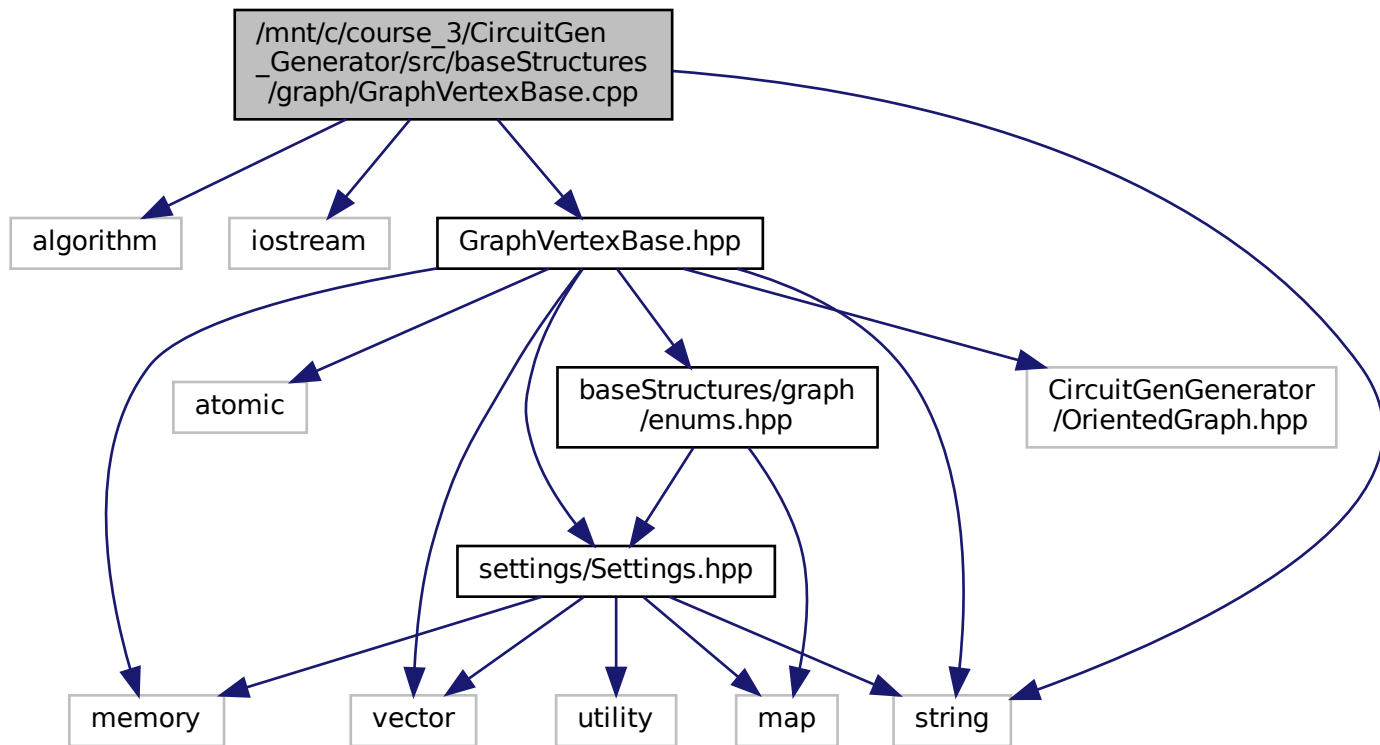 /mnt/c/course_3/CircuitGen
_Generator/src/baseStructures
/graph/GraphVertexBase.cpp
algorithm
iostream
GraphVertexBase.hpp
atomic
baseStructures/graph
/enums.hpp
CircuitGenGenerator
/OrientedGraph.hpp
settings/Settings.hpp
memory
vector
utility
map
string